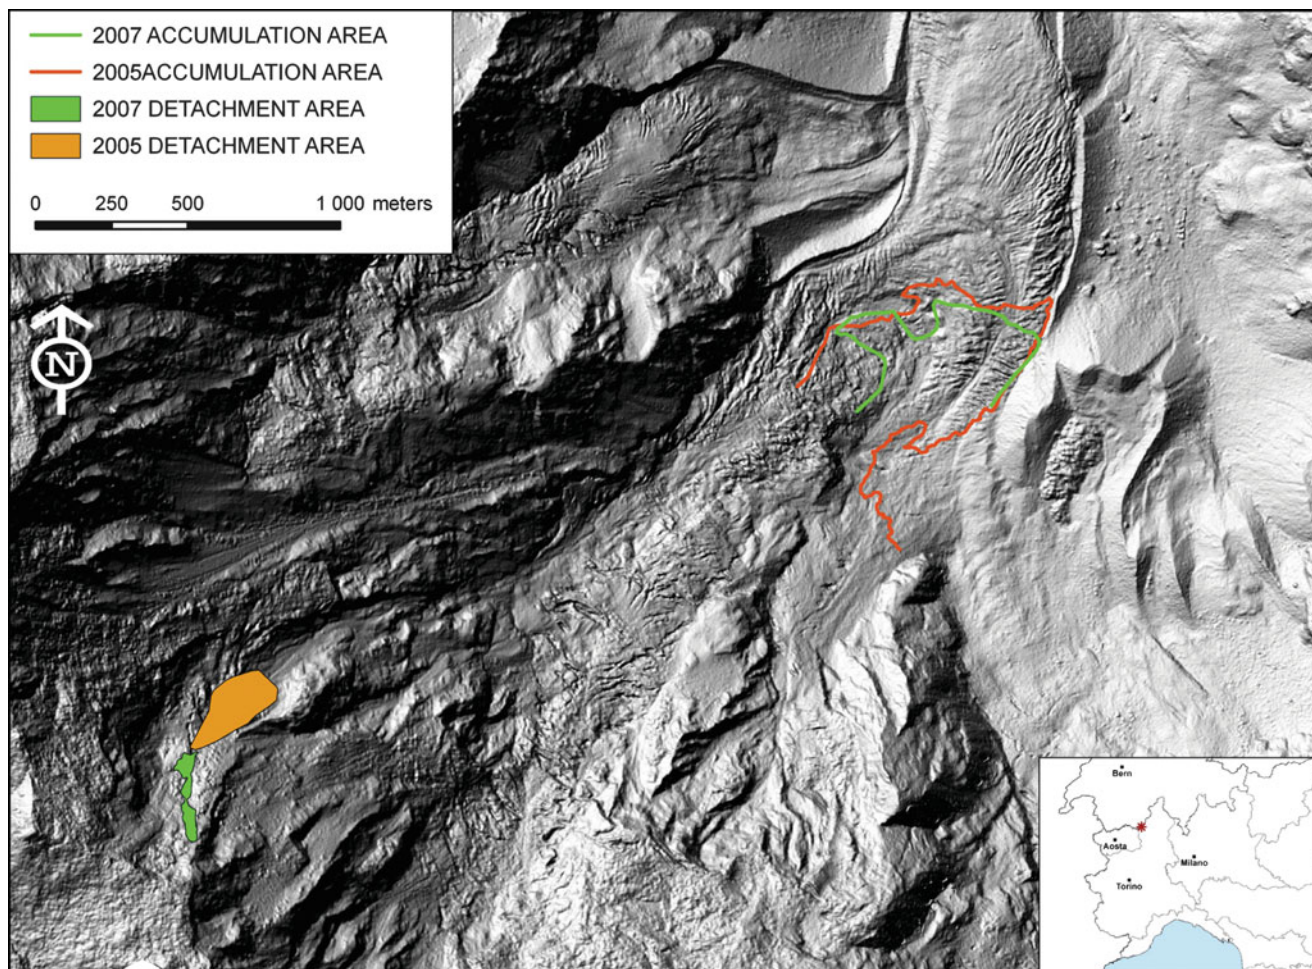 2007 ACCUMULATION AREA
2005ACCUMULATION AREA
2007 DETACHMENT AREA
2005 DETACHMENT AREA
0 250 500 1 000 meters
N
Bern
Aosta
Milano
Torino